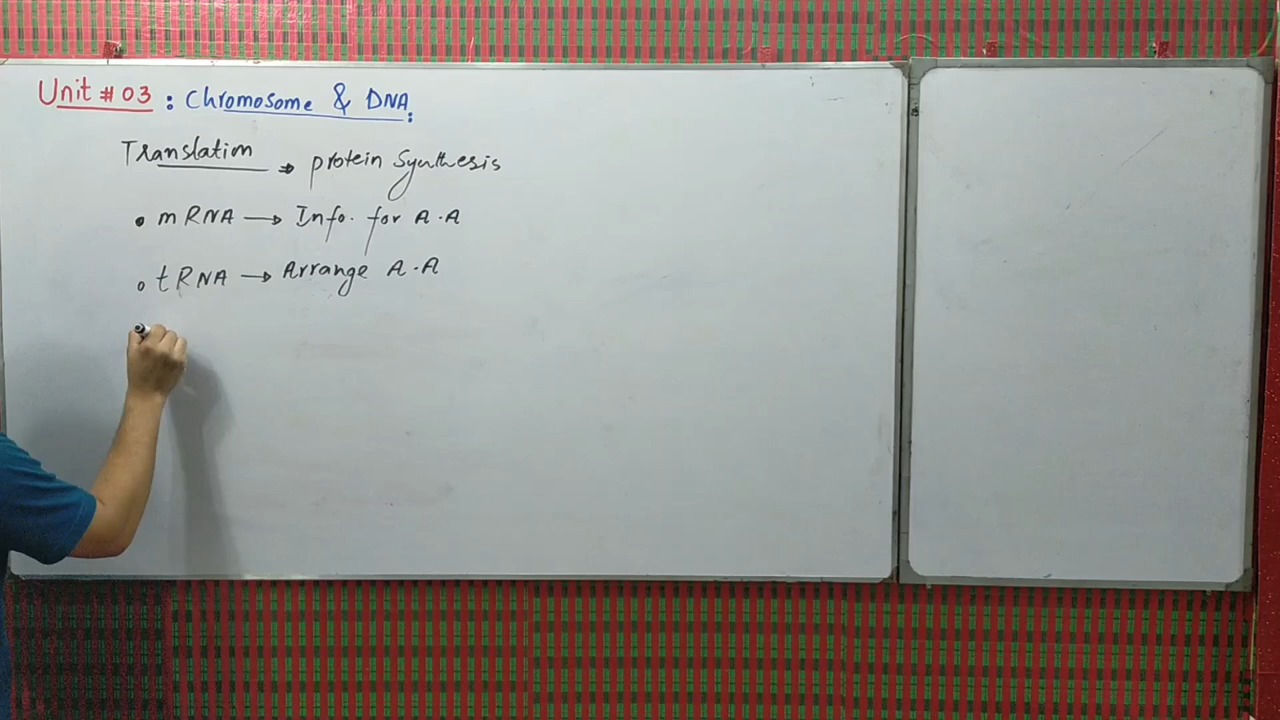 Unit # 03 : Chromosome & DNA :
Translation → protein Synthesis
• mRNA → Info. for A.A
• tRNA → Arrange A.A